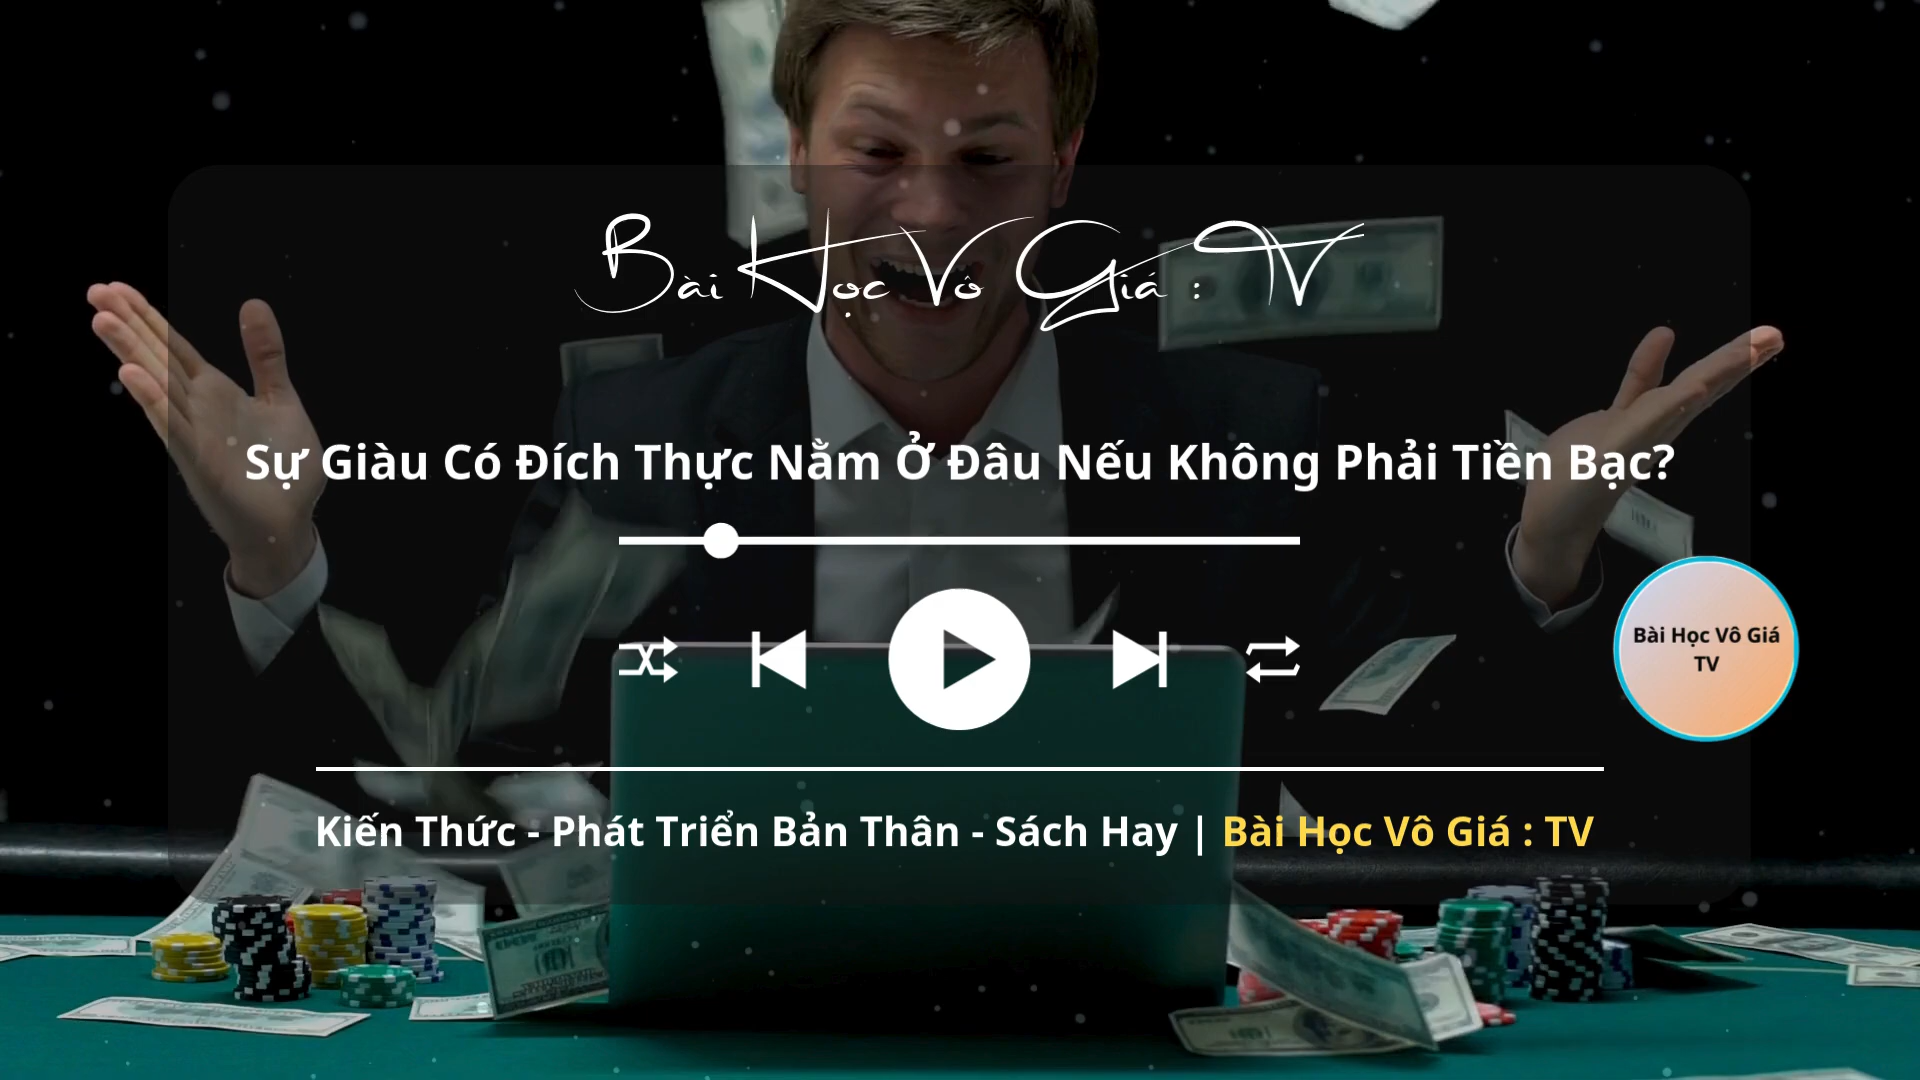 Bài Học Vô Giá : TV
Sự Giàu Có Đích Thực Nằm Ở Đâu Nếu Không Phải Tiền Bạc?
Bài Học Vô Giá
TV
Kiến Thức - Phát Triển Bản Thân - Sách Hay | Bài Học Vô Giá : TV